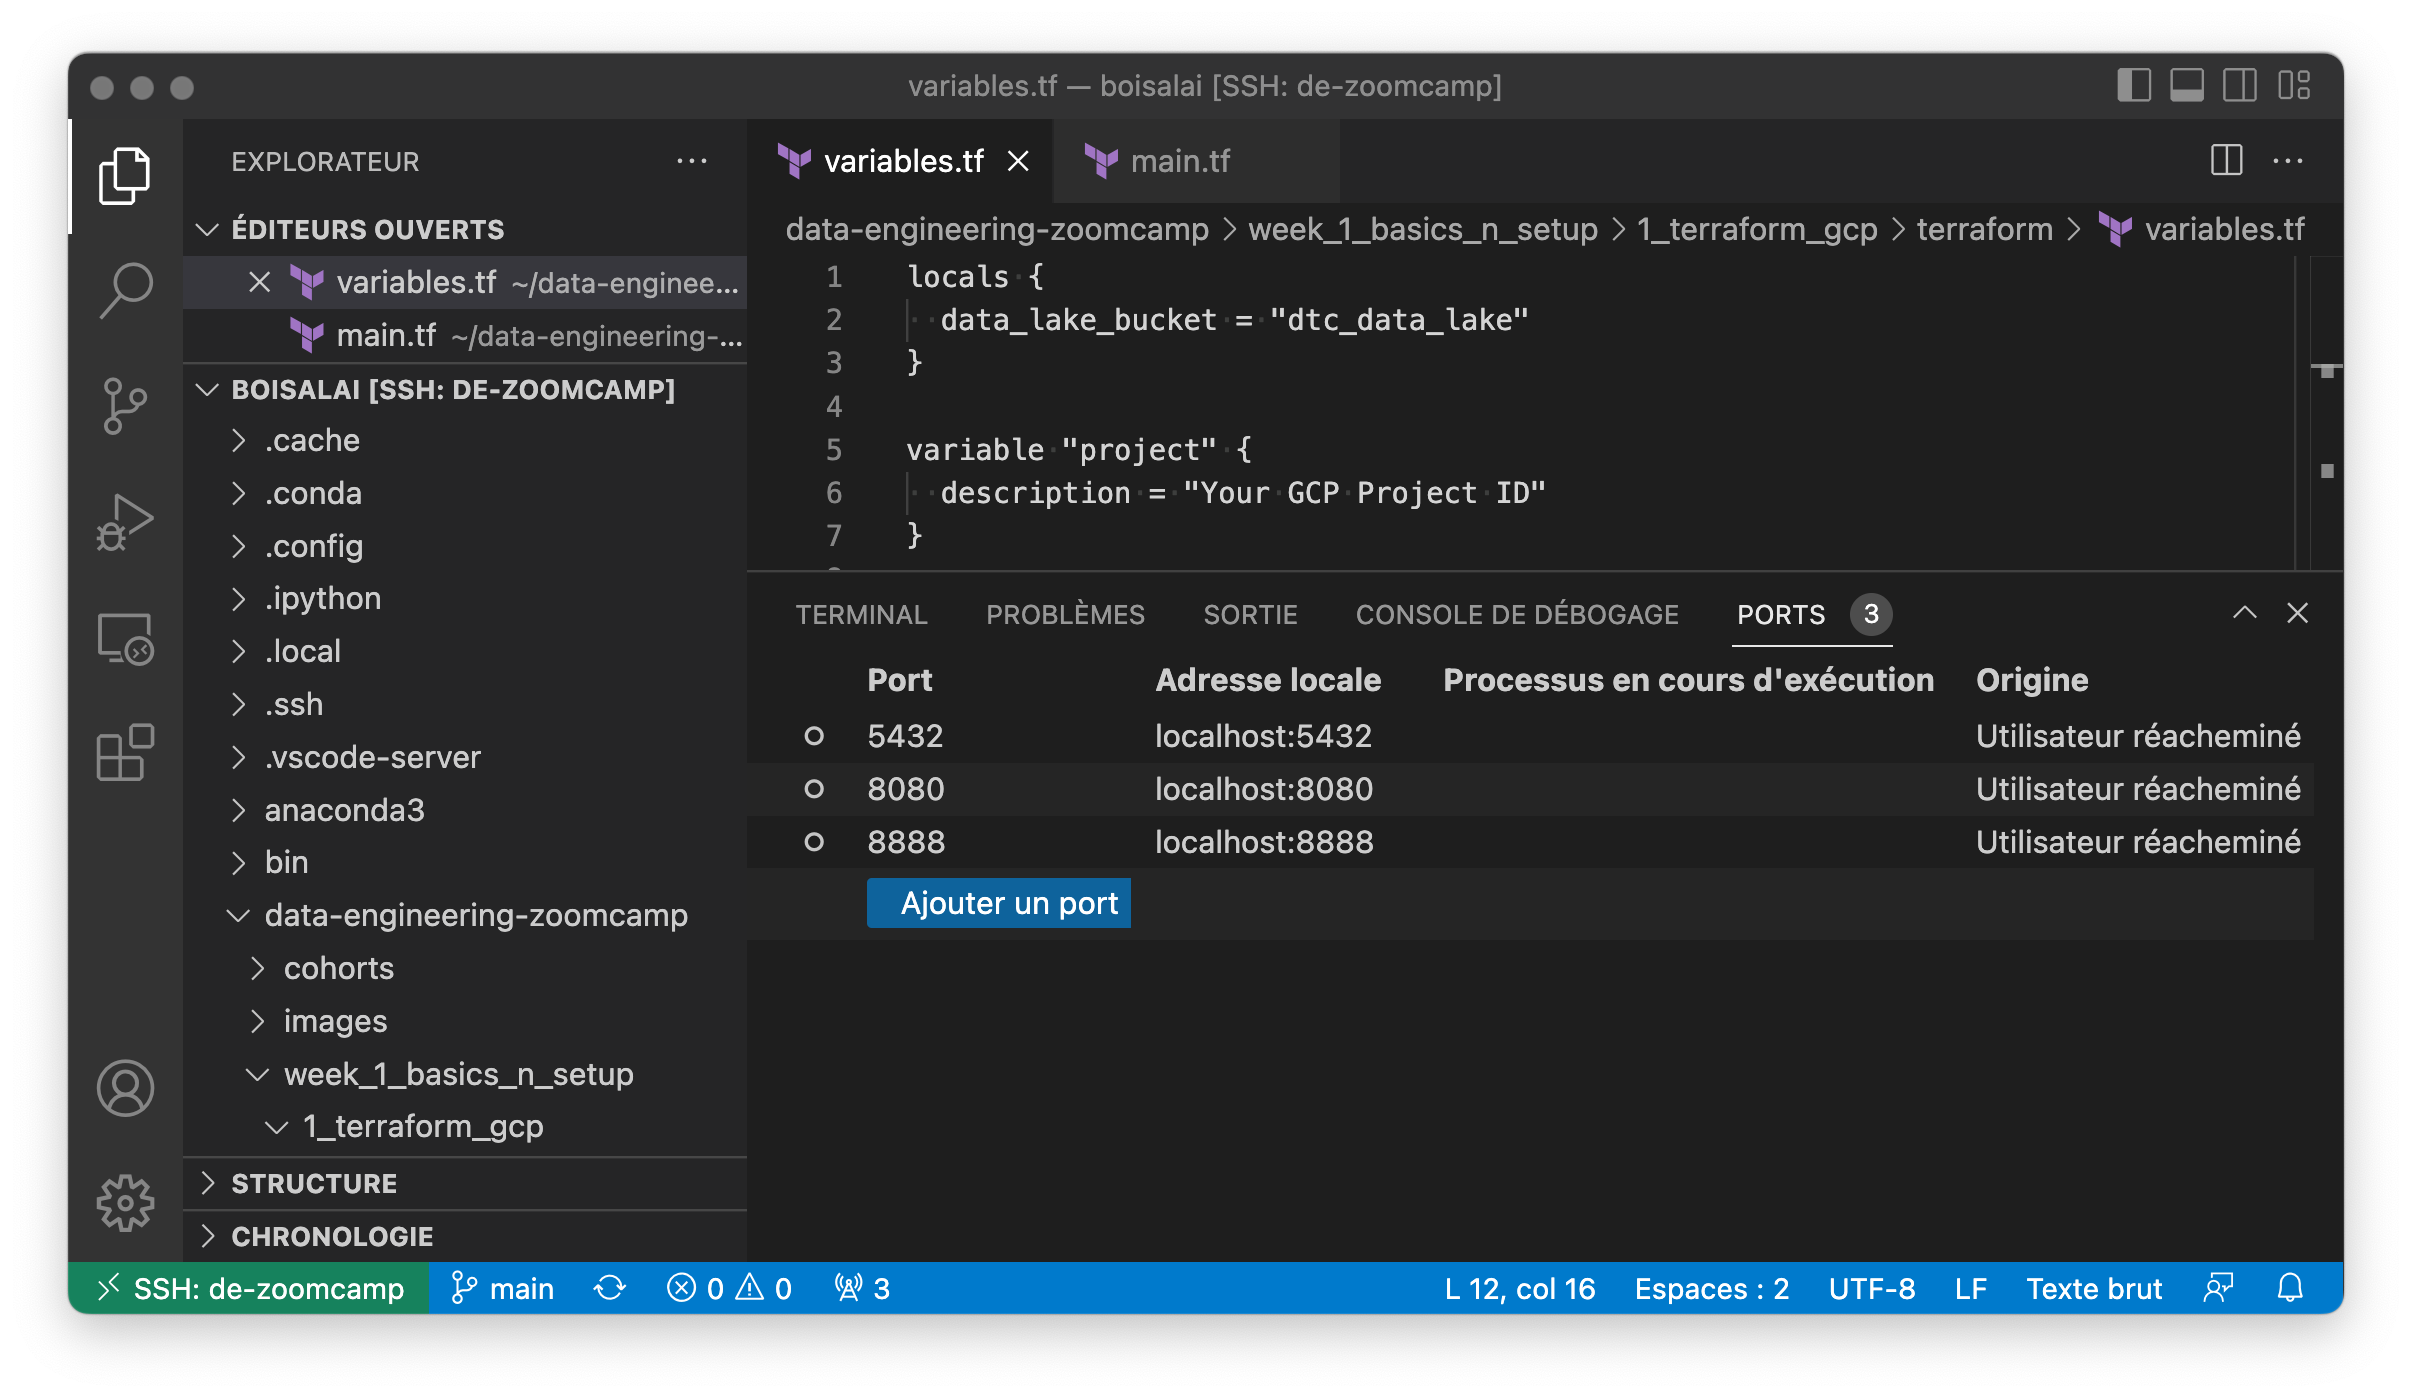 variables.tf — boisalai [SSH: de-zoomcamp]
EXPLORATEUR
ÉDITEURS OUVERTS
variables.tf ~/data-enginee...
main.tf ~/data-engineering-...
BOISALAI [SSH: DE-ZOOMCAMP]
.cache
.conda
.config
.ipython
.local
.ssh
.vscode-server
anaconda3
bin
data-engineering-zoomcamp
cohorts
images
week_1_basics_n_setup
1_terraform_gcp
STRUCTURE
CHRONOLOGIE
variables.tf
main.tf
data-engineering-zoomcamp > week_1_basics_n_setup > 1_terraform_gcp > terraform > variables.tf
1 locals {
2 data_lake_bucket = "dtc_data_lake"
3 }
4
5 variable "project" {
6 description = "Your GCP Project ID"
7 }
TERMINAL PROBLÈMES SORTIE CONSOLE DE DÉBOGAGE PORTS 3
Port Adresse locale Processus en cours d'exécution Origine
5432 localhost:5432 Utilisateur réacheminé
8080 localhost:8080 Utilisateur réacheminé
8888 localhost:8888 Utilisateur réacheminé
Ajouter un port
SSH: de-zoomcamp main 0 0 3 L 12, col 16 Espaces : 2 UTF-8 LF Texte brut